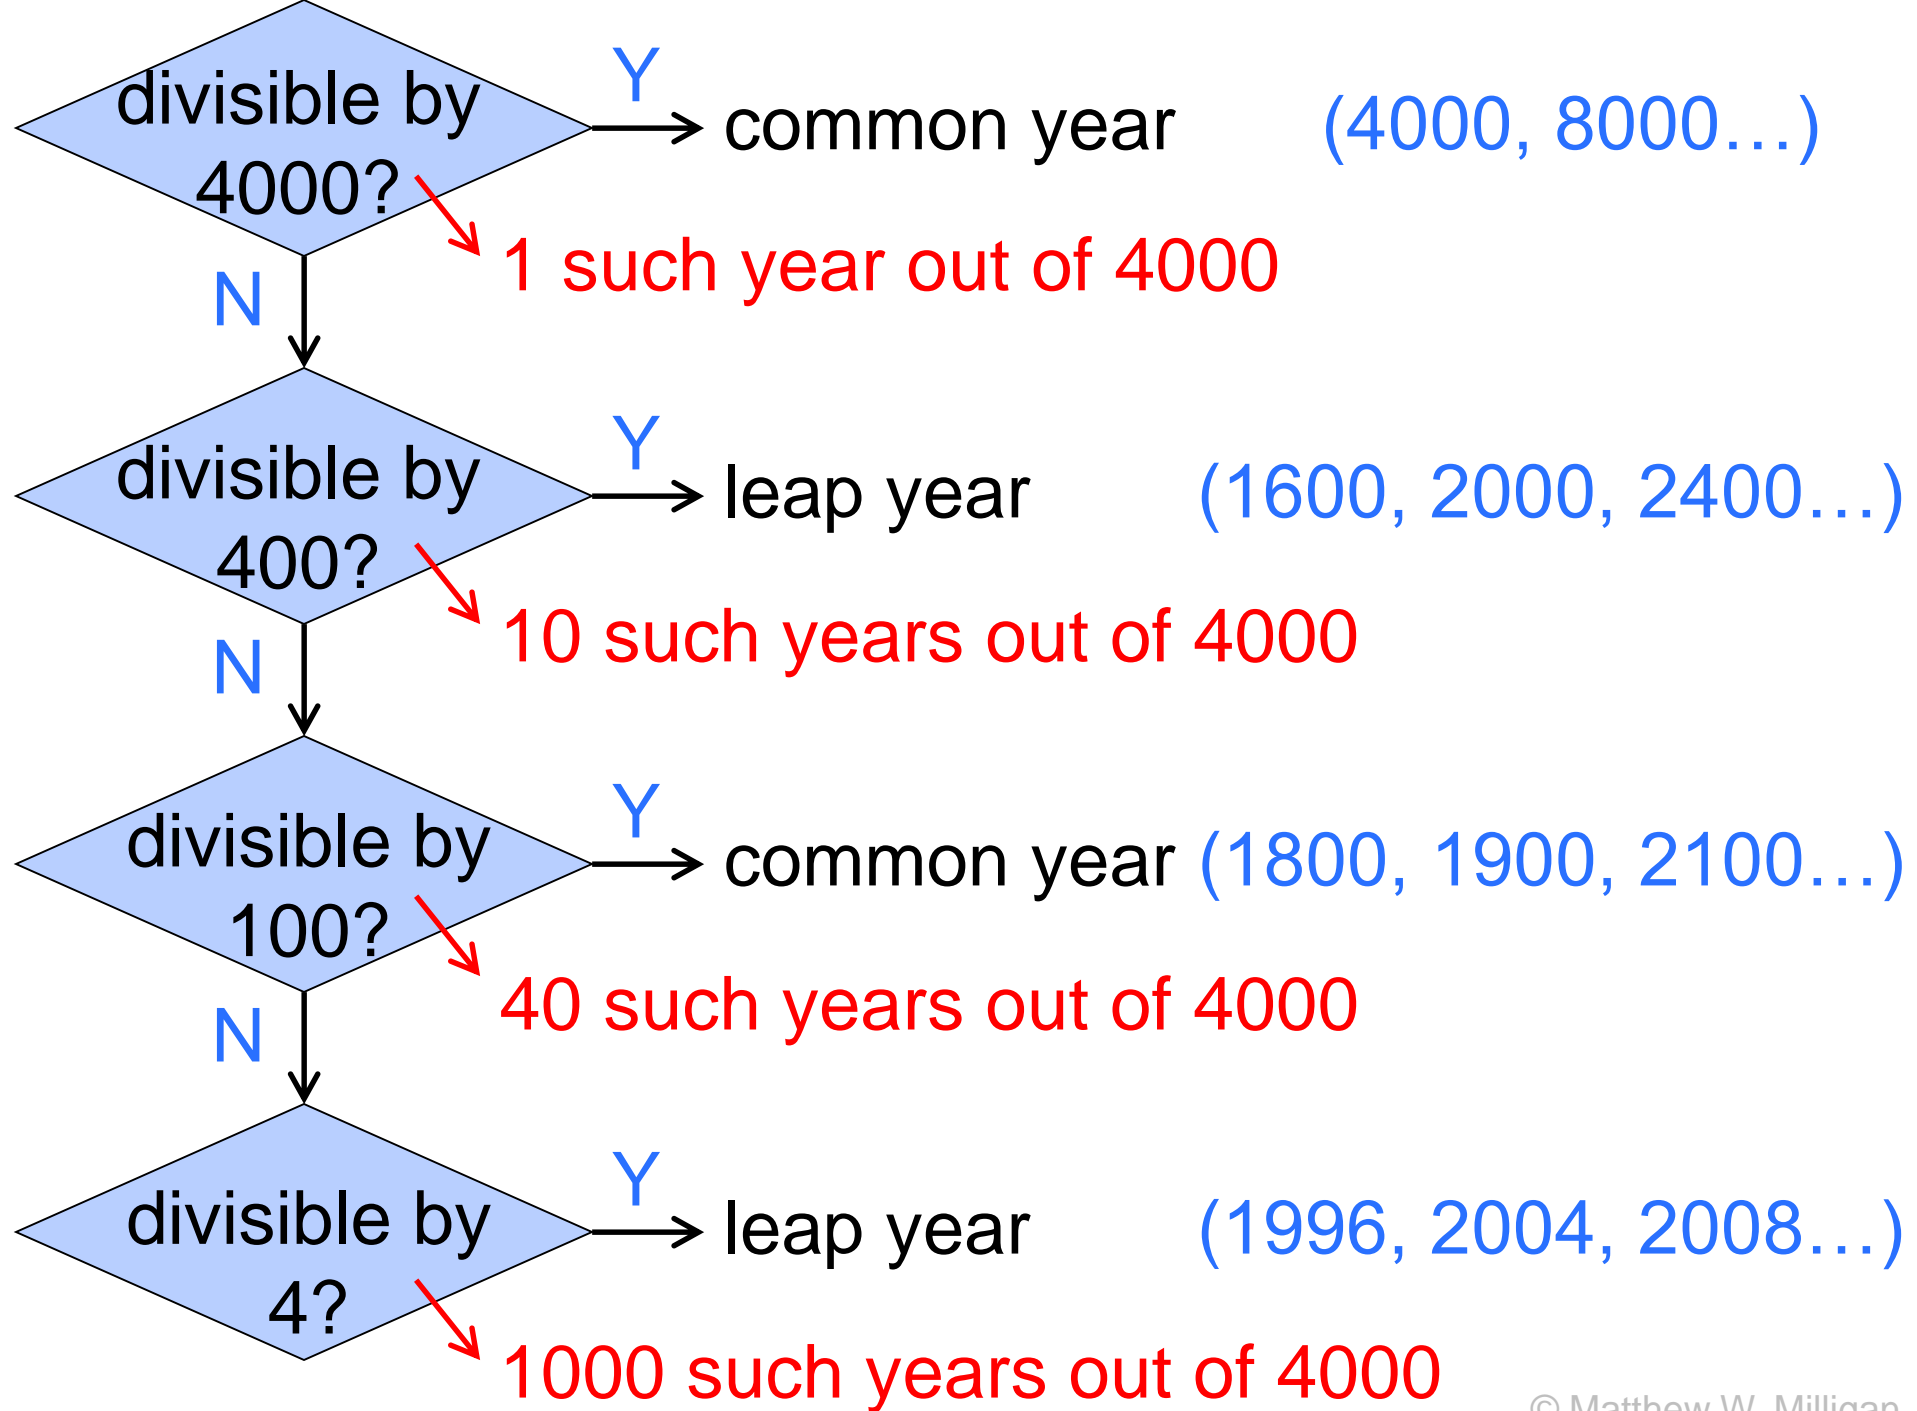 divisible by
4000?
Y
common year (4000, 8000…)
1 such year out of 4000
N
divisible by
400?
Y
leap year (1600, 2000, 2400…)
10 such years out of 4000
N
divisible by
100?
Y
common year (1800, 1900, 2100…)
40 such years out of 4000
N
divisible by
4?
Y
leap year (1996, 2004, 2008…)
1000 such years out of 4000
© Matthew W. Milligan